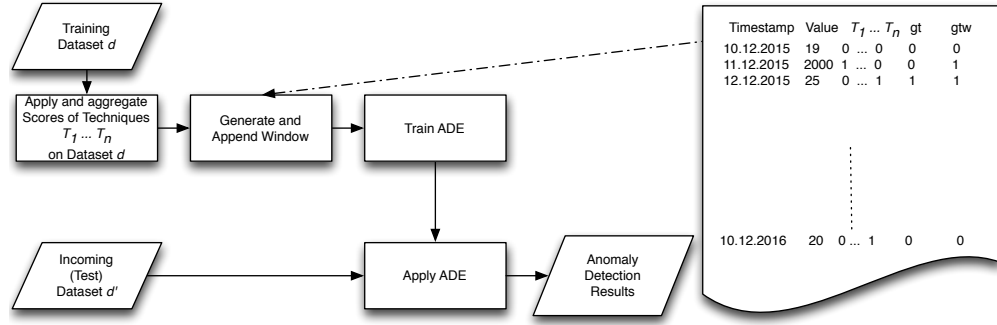 Training
Dataset d
Apply and aggregate
Scores of Techniques
T1 ... Tn
on Dataset d
Generate and
Append Window
Train ADE
Incoming
(Test)
Dataset d'
Apply ADE
Anomaly
Detection
Results
Timestamp Value T1 ... Tn gt gtw
10.12.2015 19 0 ... 0 0 0
11.12.2015 2000 1 ... 0 0 1
12.12.2015 25 0 ... 1 1 1
10.12.2016 20 0 ... 1 0 0